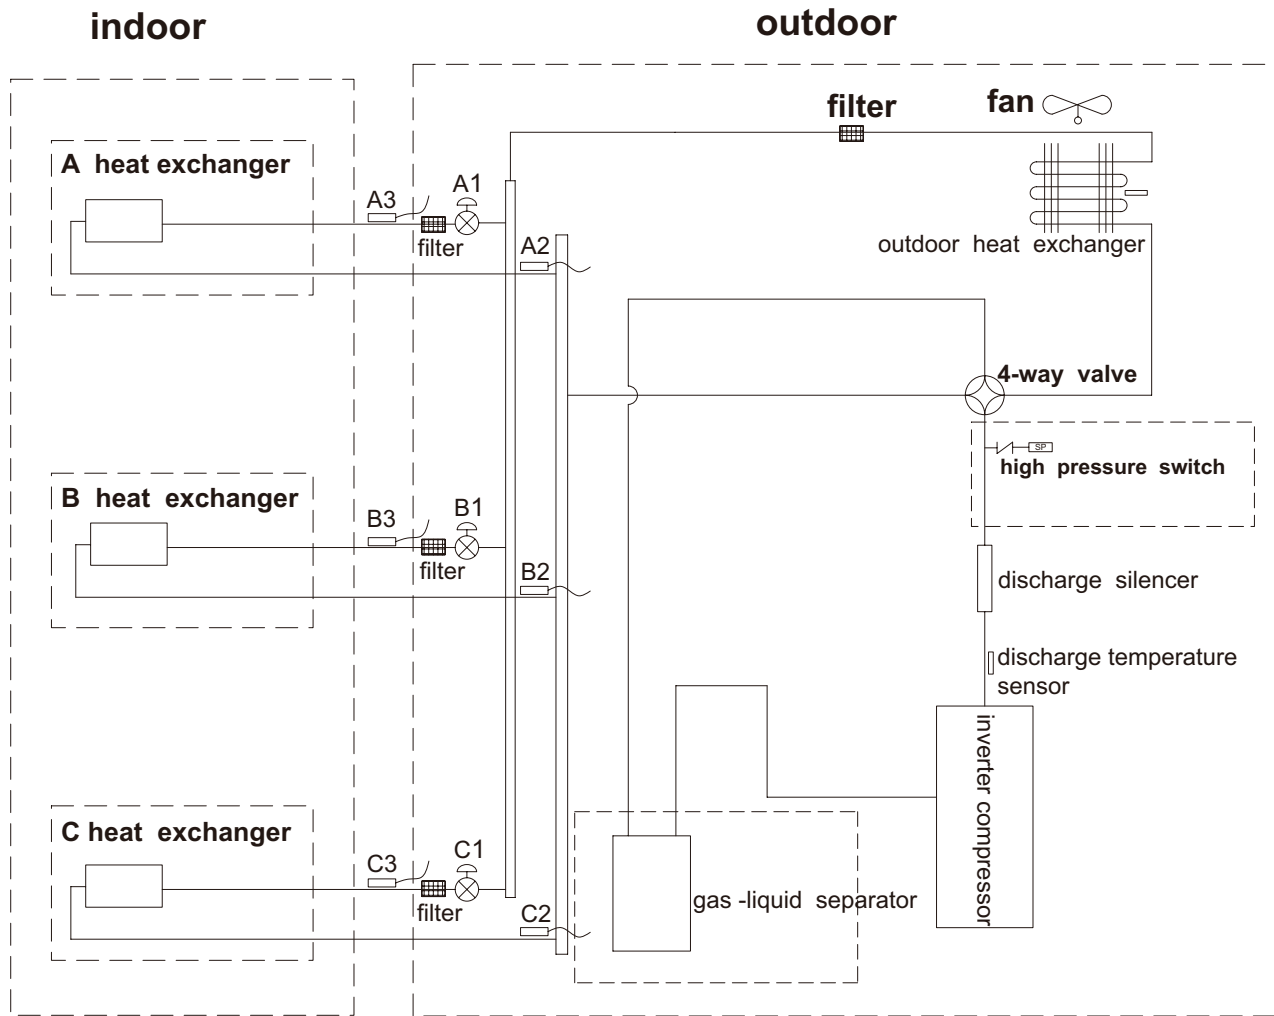 indoor
outdoor
filter
fan
A heat exchanger
A3
A1
filter
A2
outdoor heat exchanger
4-way valve
SP
high pressure switch
B heat exchanger
B3
B1
filter
B2
discharge silencer
discharge temperature
sensor
inverter compressor
C heat exchanger
C3
C1
filter
C2
gas -liquid separator